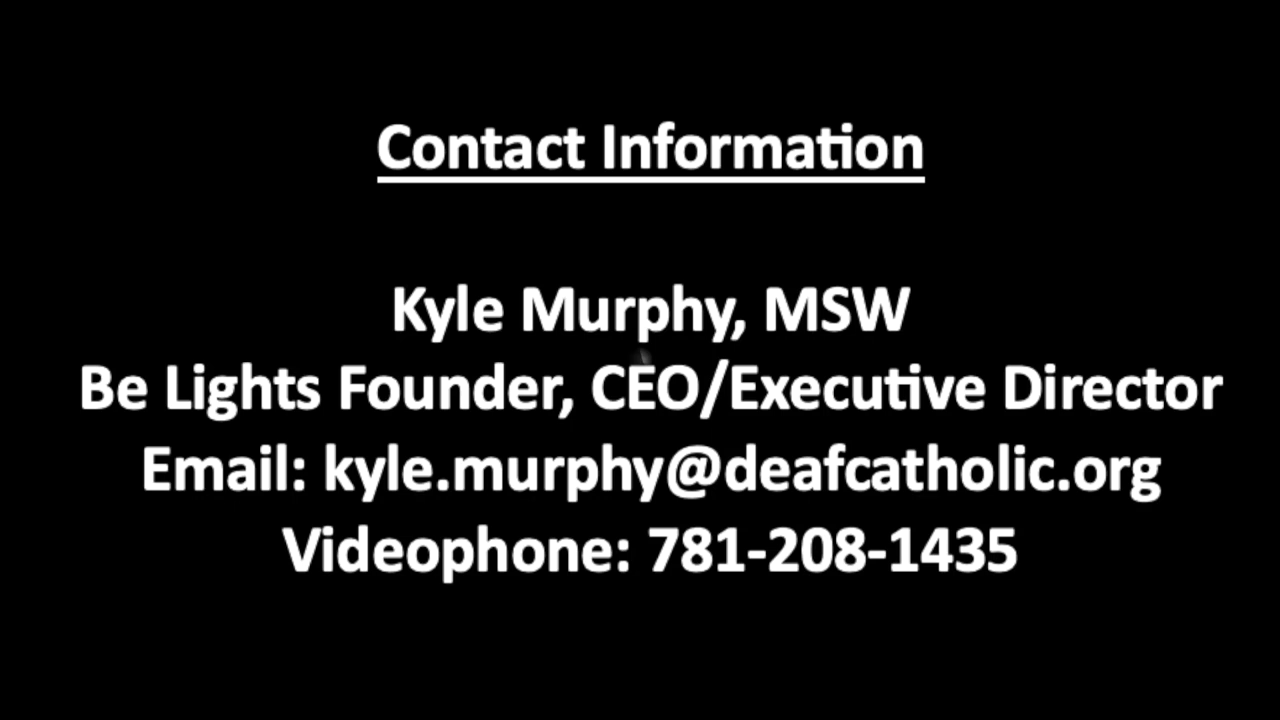 Contact Information
Kyle Murphy, MSW
Be Lights Founder, CEO/Executive Director
Email: kyle.murphy@deafcatholic.org
Videophone: 781-208-1435